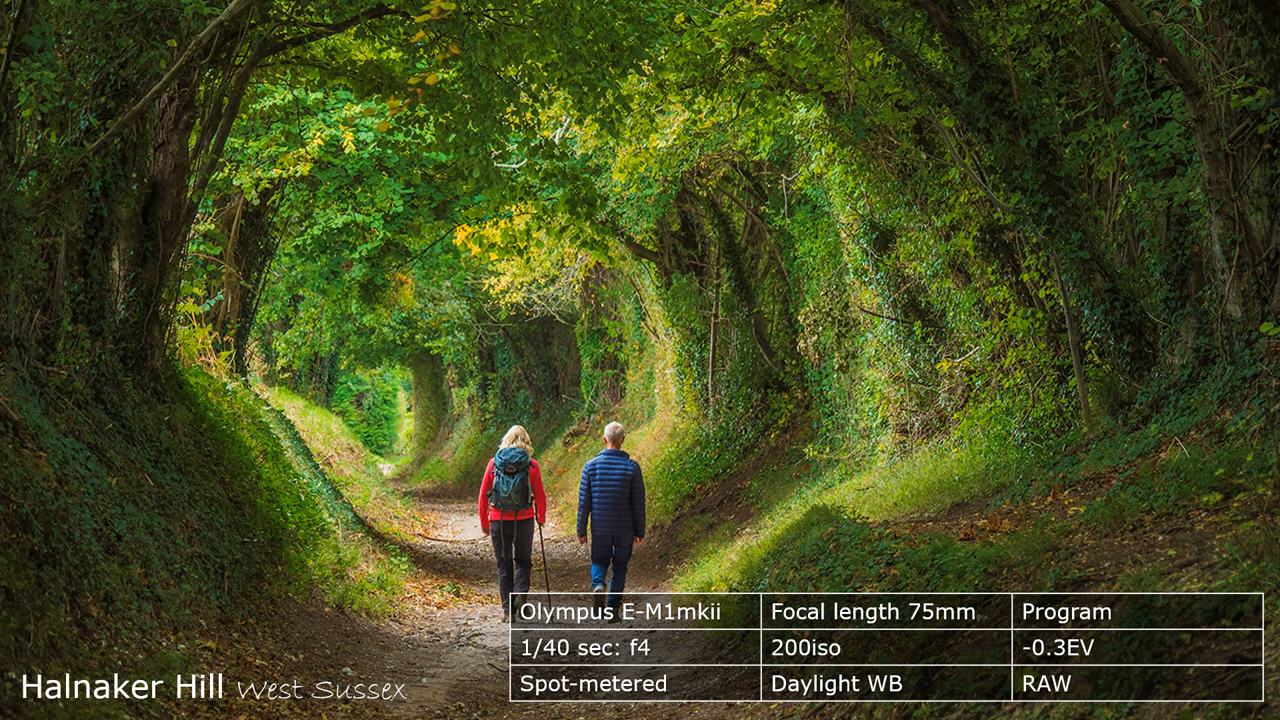 Olympus E-M1mkii Focal length 75mm Program
1/40 sec: f4 200iso -0.3EV
Spot-metered Daylight WB RAW
Halnaker Hill West Sussex